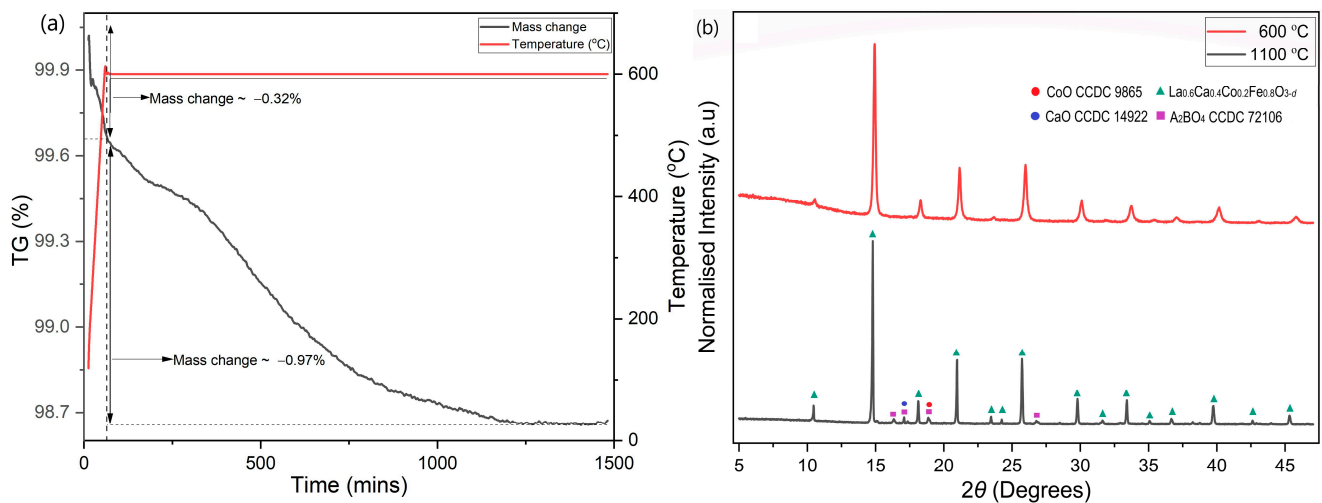 (a)
Mass change
Temperature (°C)
99.9
99.6
99.3
99.0
98.7
TG (%)
Mass change ~ −0.32%
Mass change ~ −0.97%
600
400
200
0
Temperature (°C)
0
500
1000
1500
Time (mins)
(b)
600 °C
1100 °C
CoO CCDC 9865
La0.6Ca0.4Co0.2Fe0.8O3-d
CaO CCDC 14922
A2BO4 CCDC 72106
Normalised Intensity (a.u)
5
10
15
20
25
30
35
40
45
2θ (Degrees)